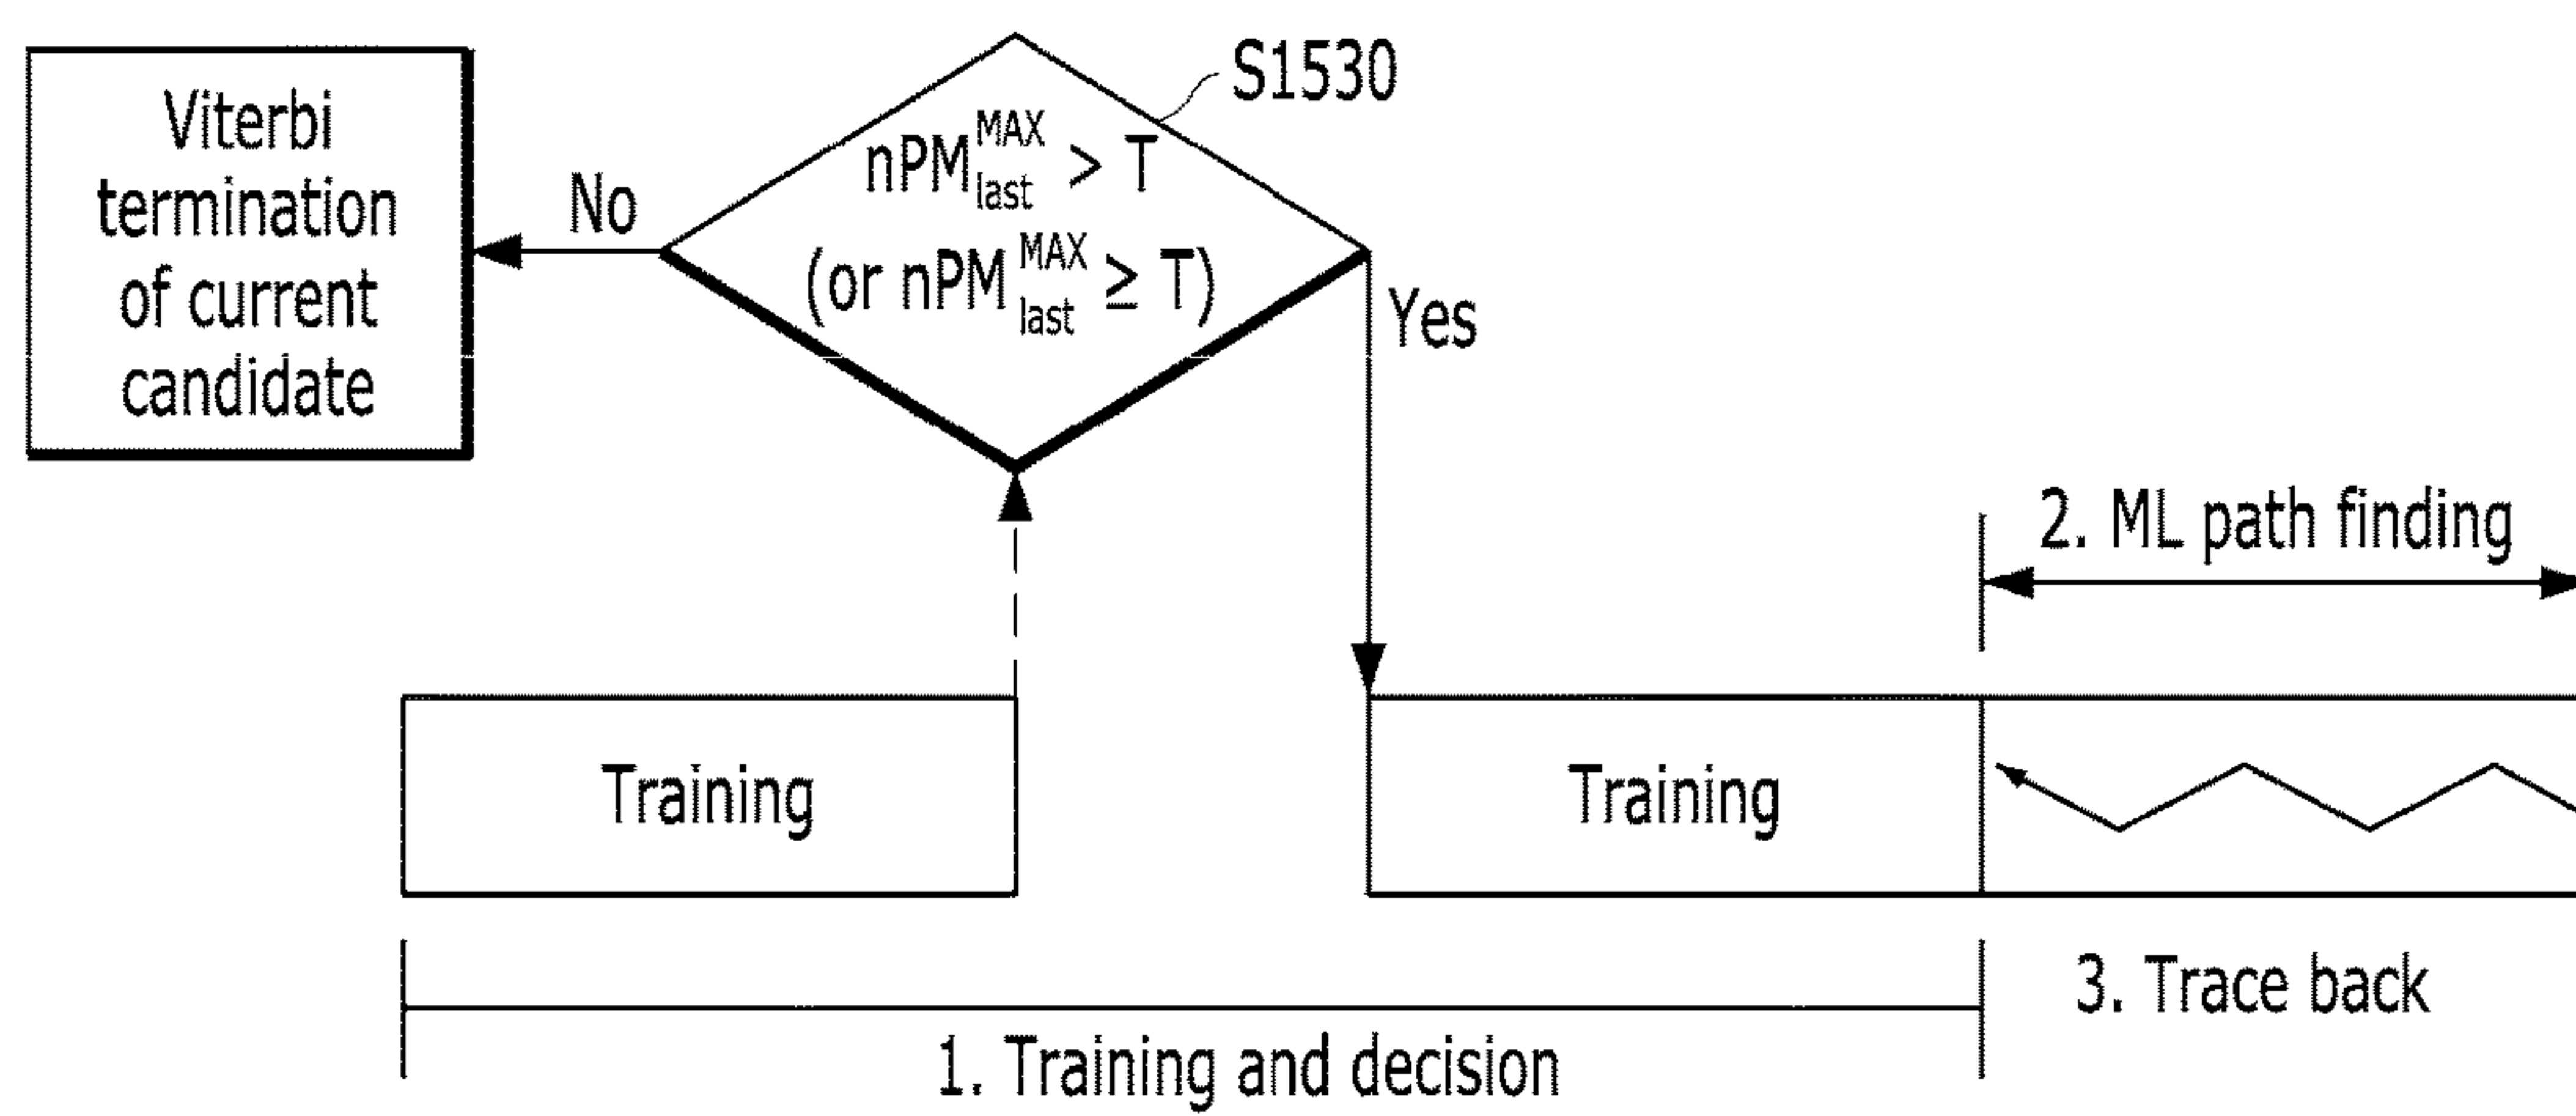 Viterbi
termination
of current
candidate
No
S1530
nPM^MAX_last > T
(or nPM^MAX_last ≥ T)
Yes
2. ML path finding
Training
Training
3. Trace back
1. Training and decision